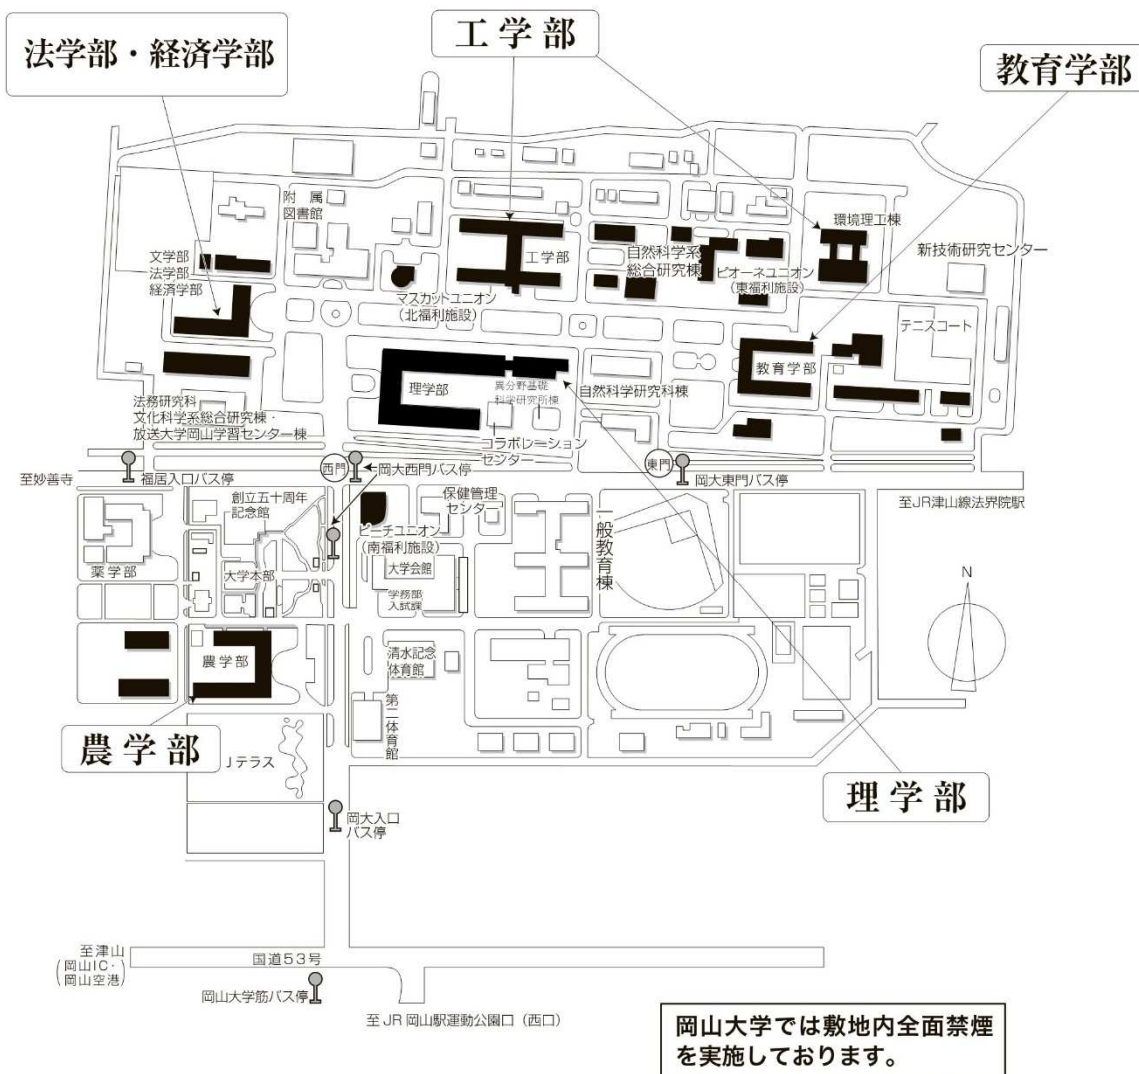 法学部・経済学部
工学部
教育学部
附属
図書館
環境理工棟
新技術研究センター
文学部
法学部
経済学部
工学部
自然科学系
総合研究棟
ピオーネユニオン
(東福利施設)
マスカットユニオン
(北福利施設)
テニスコート
理学部
異分野基礎
科学研究所棟
自然科学研究科棟
教育学部
法務研究科
文化科学系総合研究棟・
放送大学岡山学習センター棟
コラボレーション
センター
至妙善寺
福居入口バス停
西門
岡大西門バス停
東門
岡大東門バス停
至JR津山線法界院駅
創立五十周年
記念館
保健管理
センター
ピーチユニオン
(南福利施設)
一般教育棟
薬学部
大学本部
大学会館
学務部
入試課
N
農学部
清水記念
体育館
第二体育館
農学部
Jテラス
理学部
岡大入口
バス停
至津山
(岡山IC・
岡山空港)
国道53号
岡山大学筋バス停
至JR岡山駅運動公園口(西口)
岡山大学では敷地内全面禁煙
を実施しております。